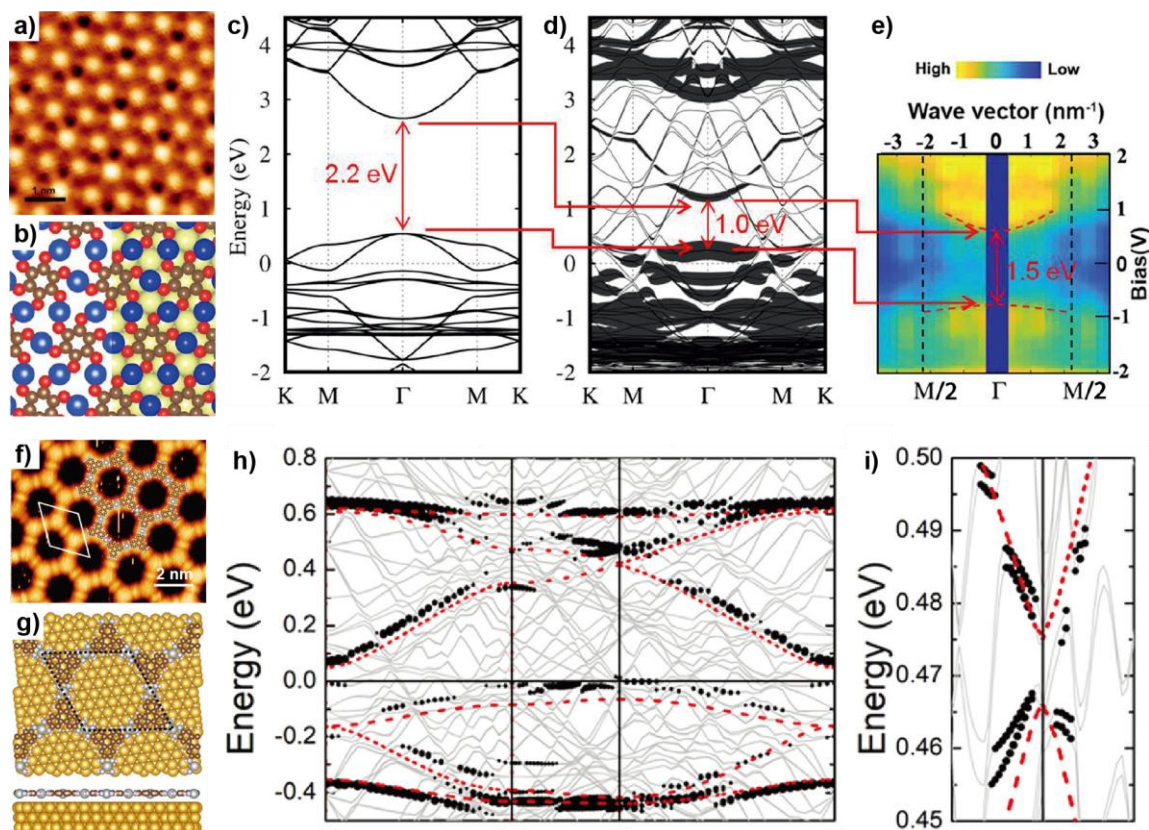 a)
1 nm
b)
c)
Energy (eV)
4
3
2
1
0
-1
-2
2.2 eV
K M Γ M K
d)
4
3
2
1
0
-1
-2
1.0 eV
K M Γ M K
e)
High Low
Wave vector (nm⁻¹)
-3 -2 -1 0 1 2 3
2
1
0
-1
-2
Bias(V)
1.5 eV
M/2 Γ M/2
f)
2 nm
g)
h)
Energy (eV)
0.8
0.6
0.4
0.2
0.0
-0.2
-0.4
i)
Energy (eV)
0.50
0.49
0.48
0.47
0.46
0.45